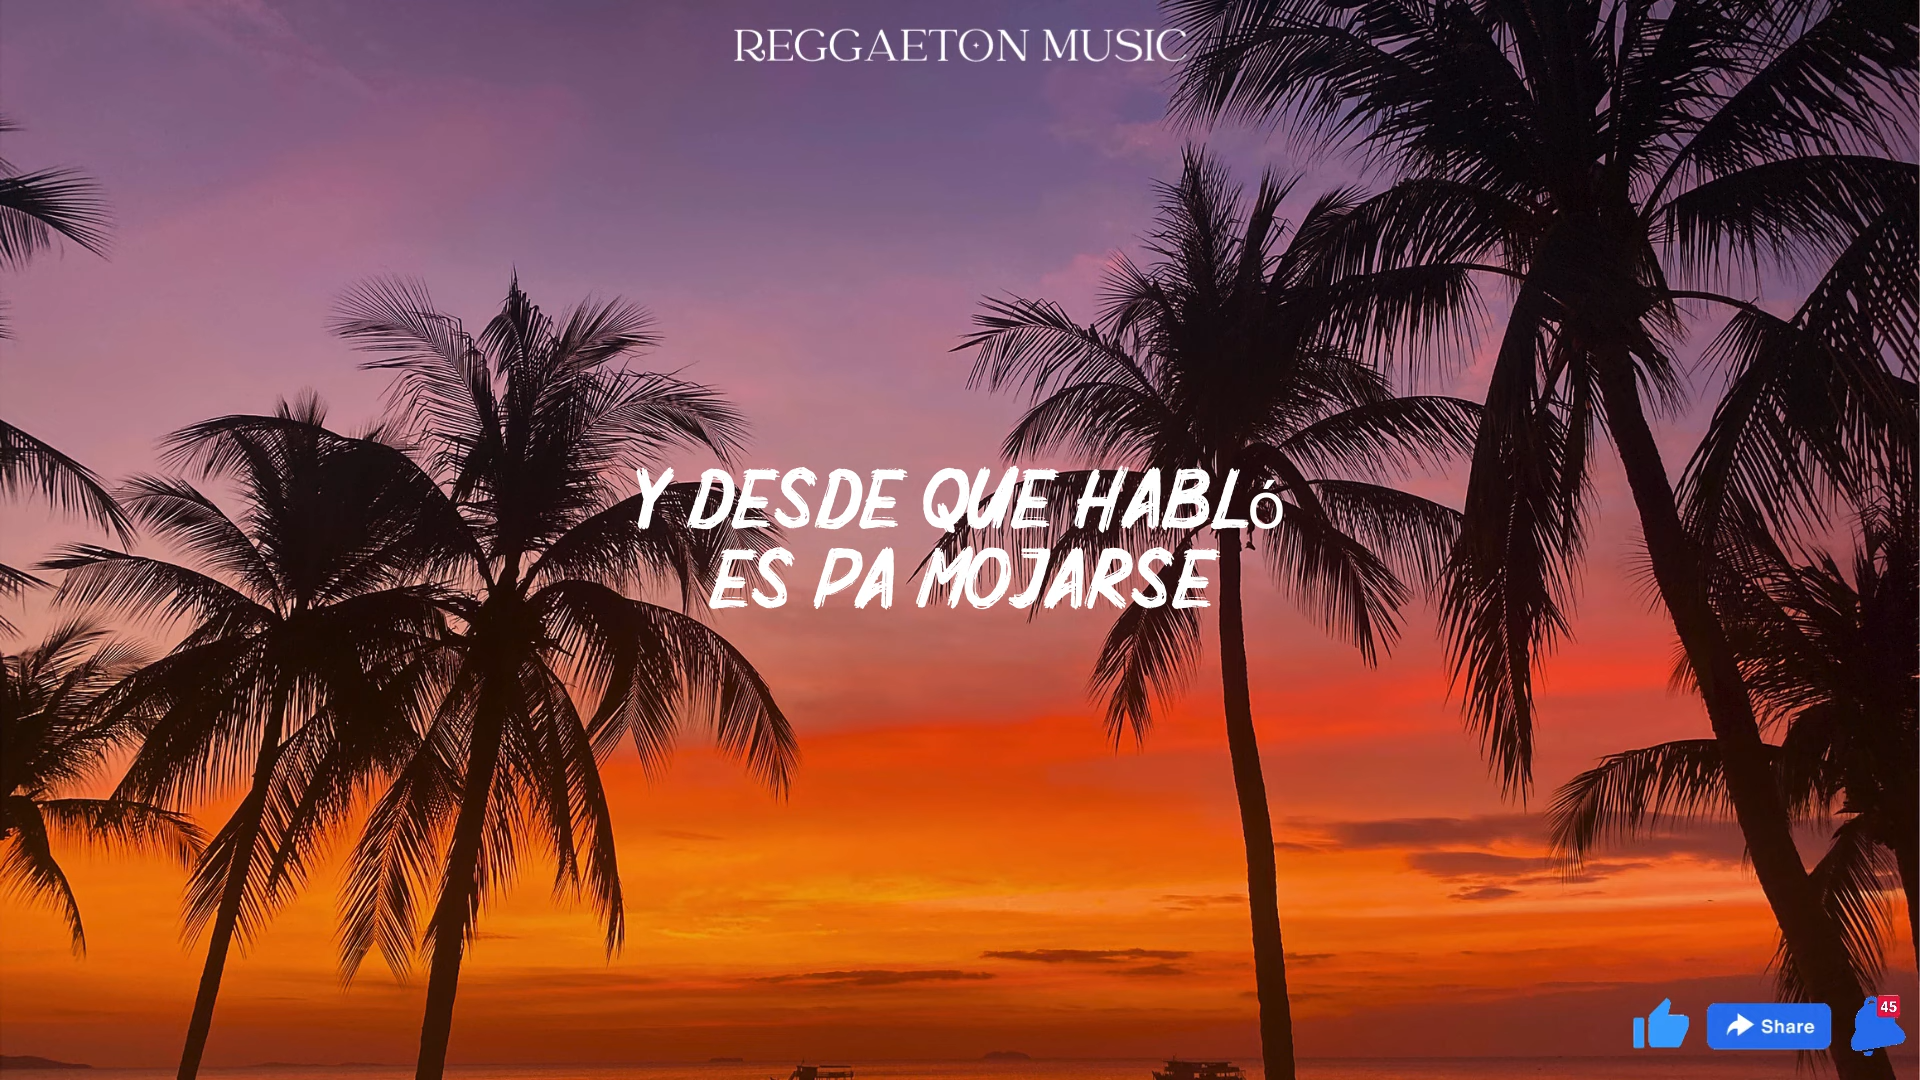 REGGAETON MUSIC
Y DESDE QUE HABLó
ES PA MOJARSE
45
Share